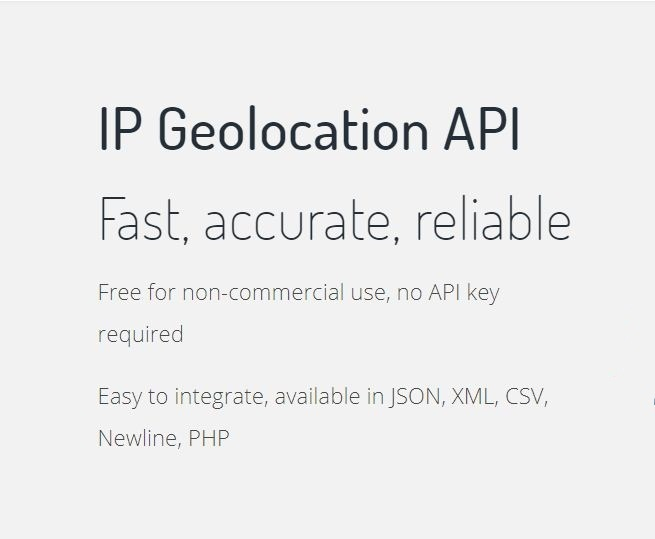 IP Geolocation API
Fast, accurate, reliable
Free for non-commercial use, no API key
required
Easy to integrate, available in JSON, XML, CSV,
Newline, PHP